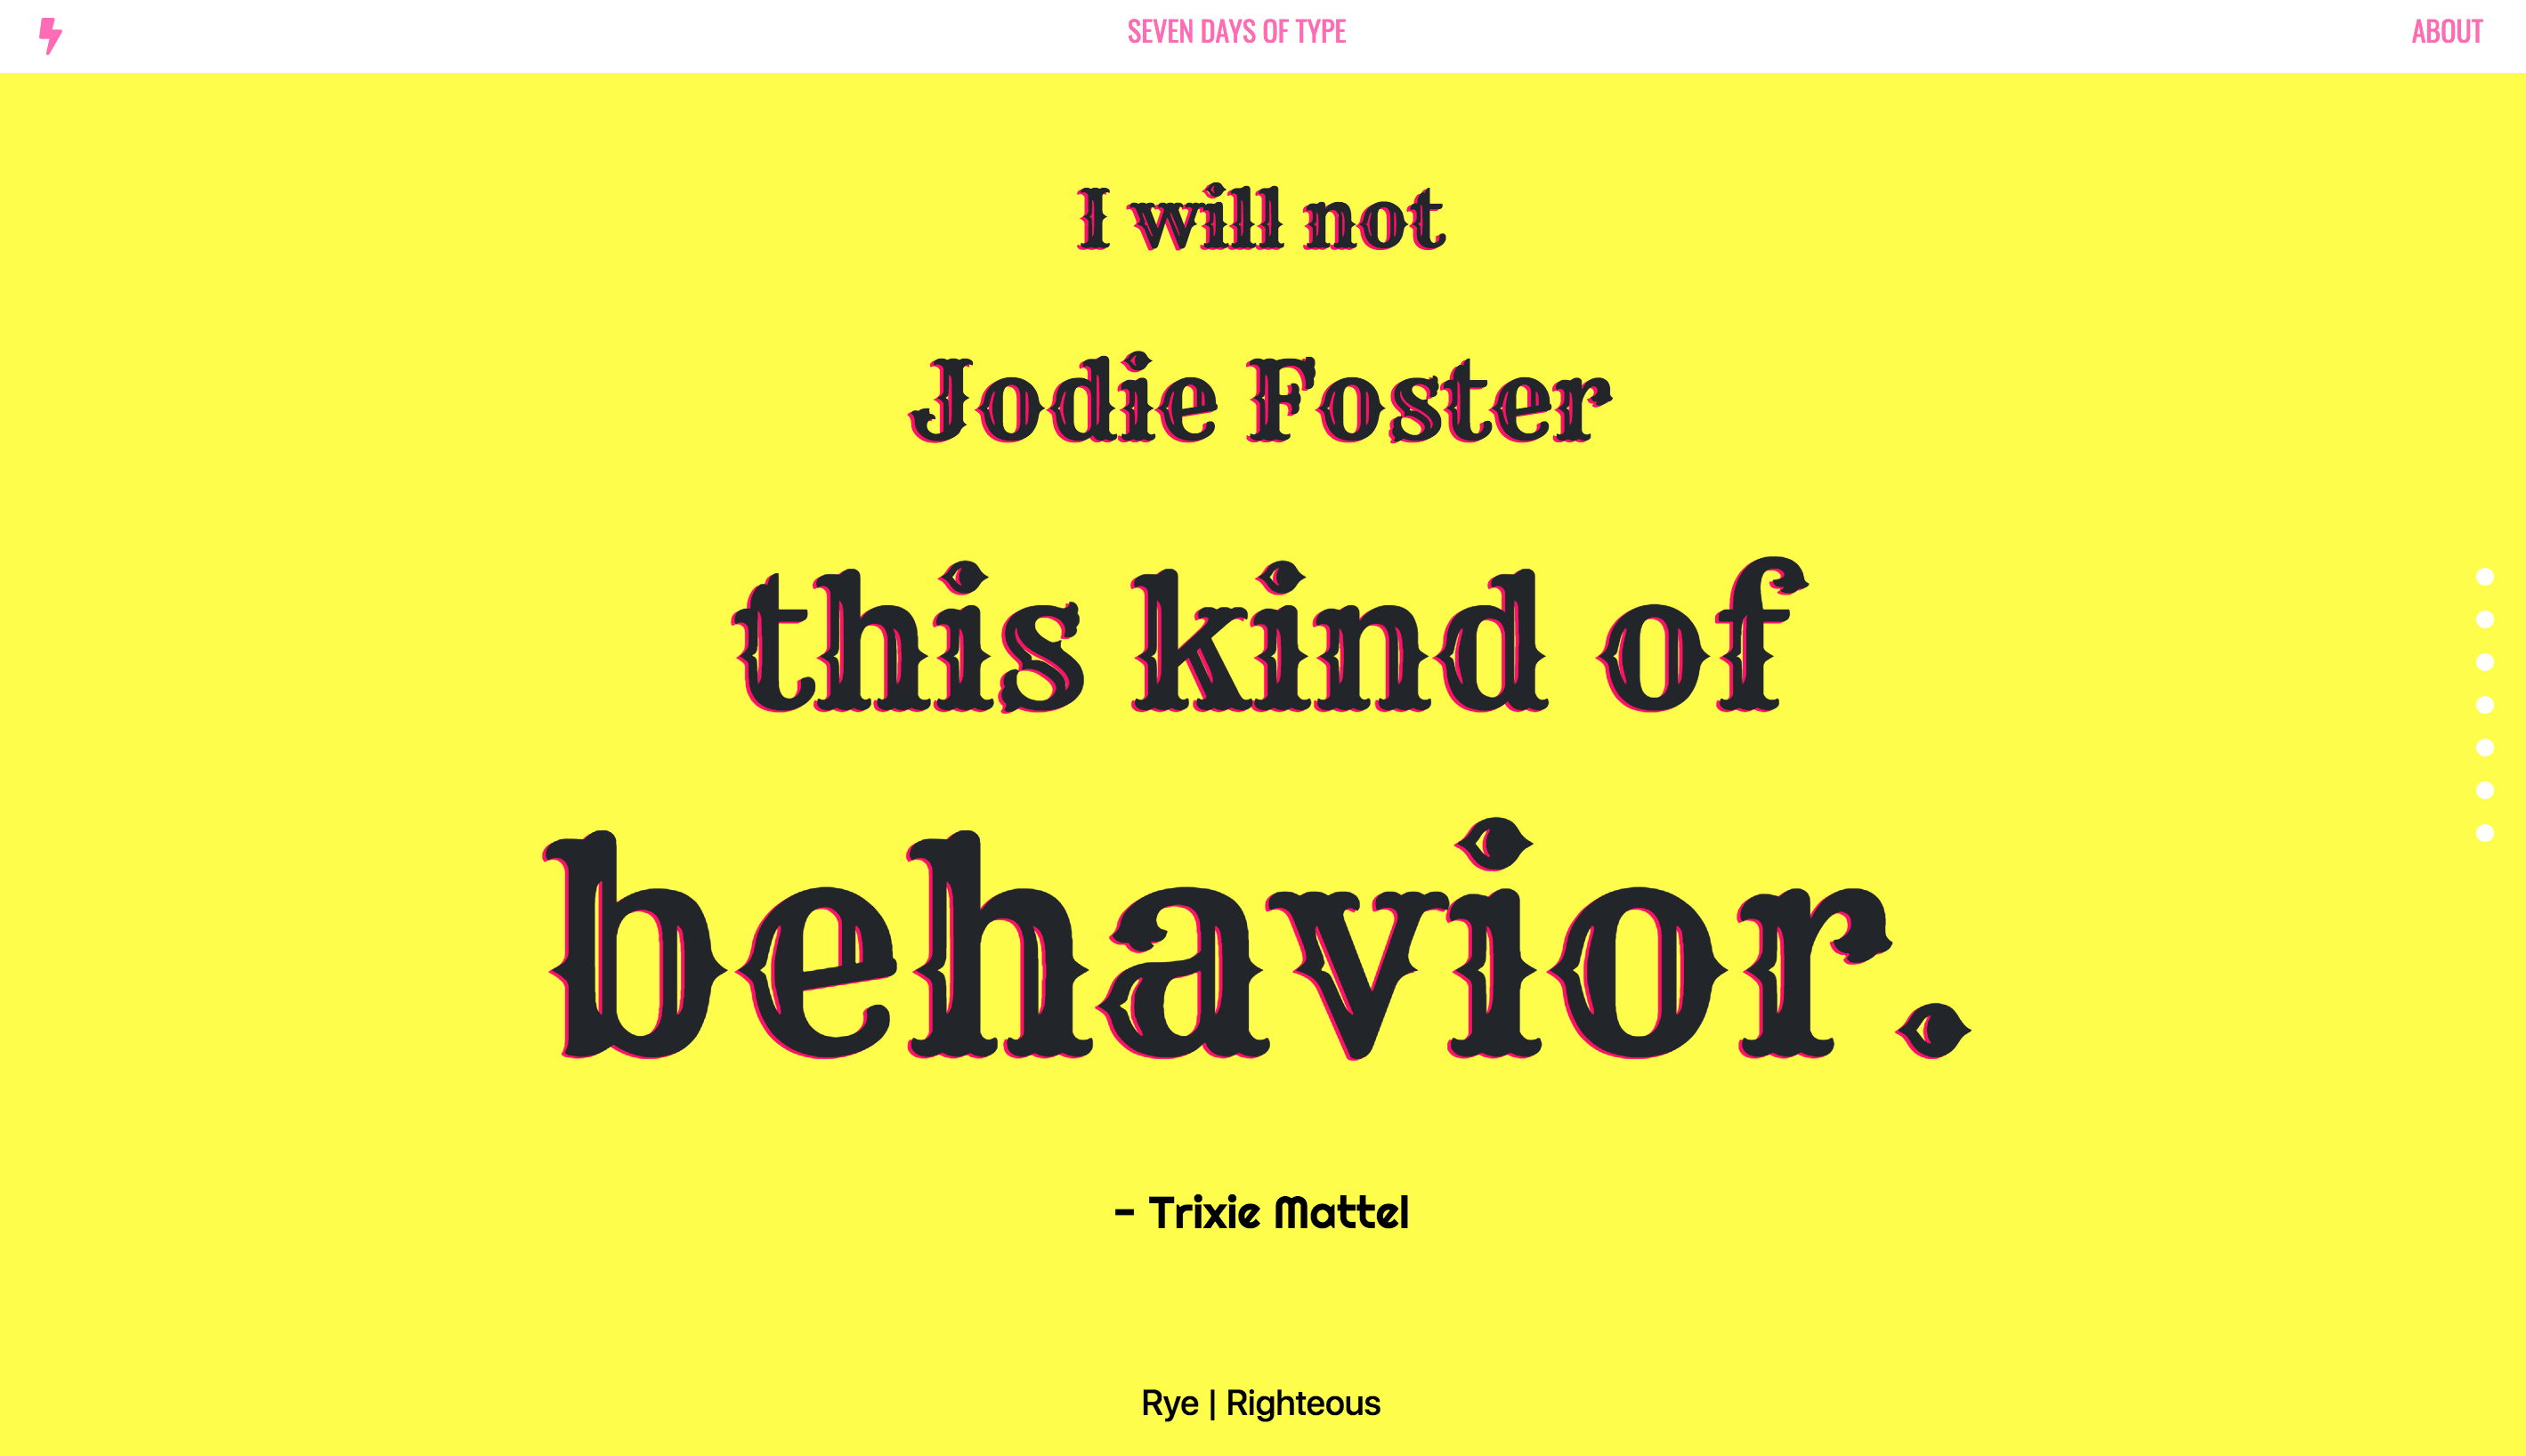 SEVEN DAYS OF TYPE
ABOUT
I will not
Jodie Foster
this kind of
behavior.
- Trixie Mattel
Rye | Righteous